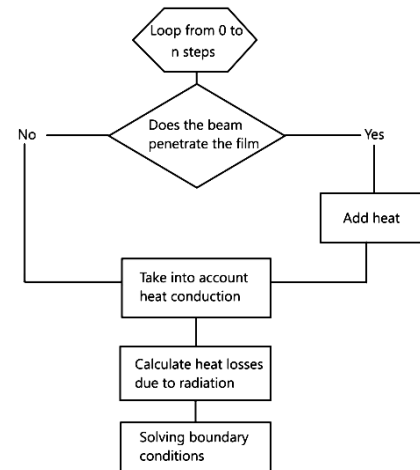 Loop from 0 to
n steps
No
Does the beam
penetrate the film
Yes
Add heat
Take into account
heat conduction
Calculate heat losses
due to radiation
Solving boundary
conditions